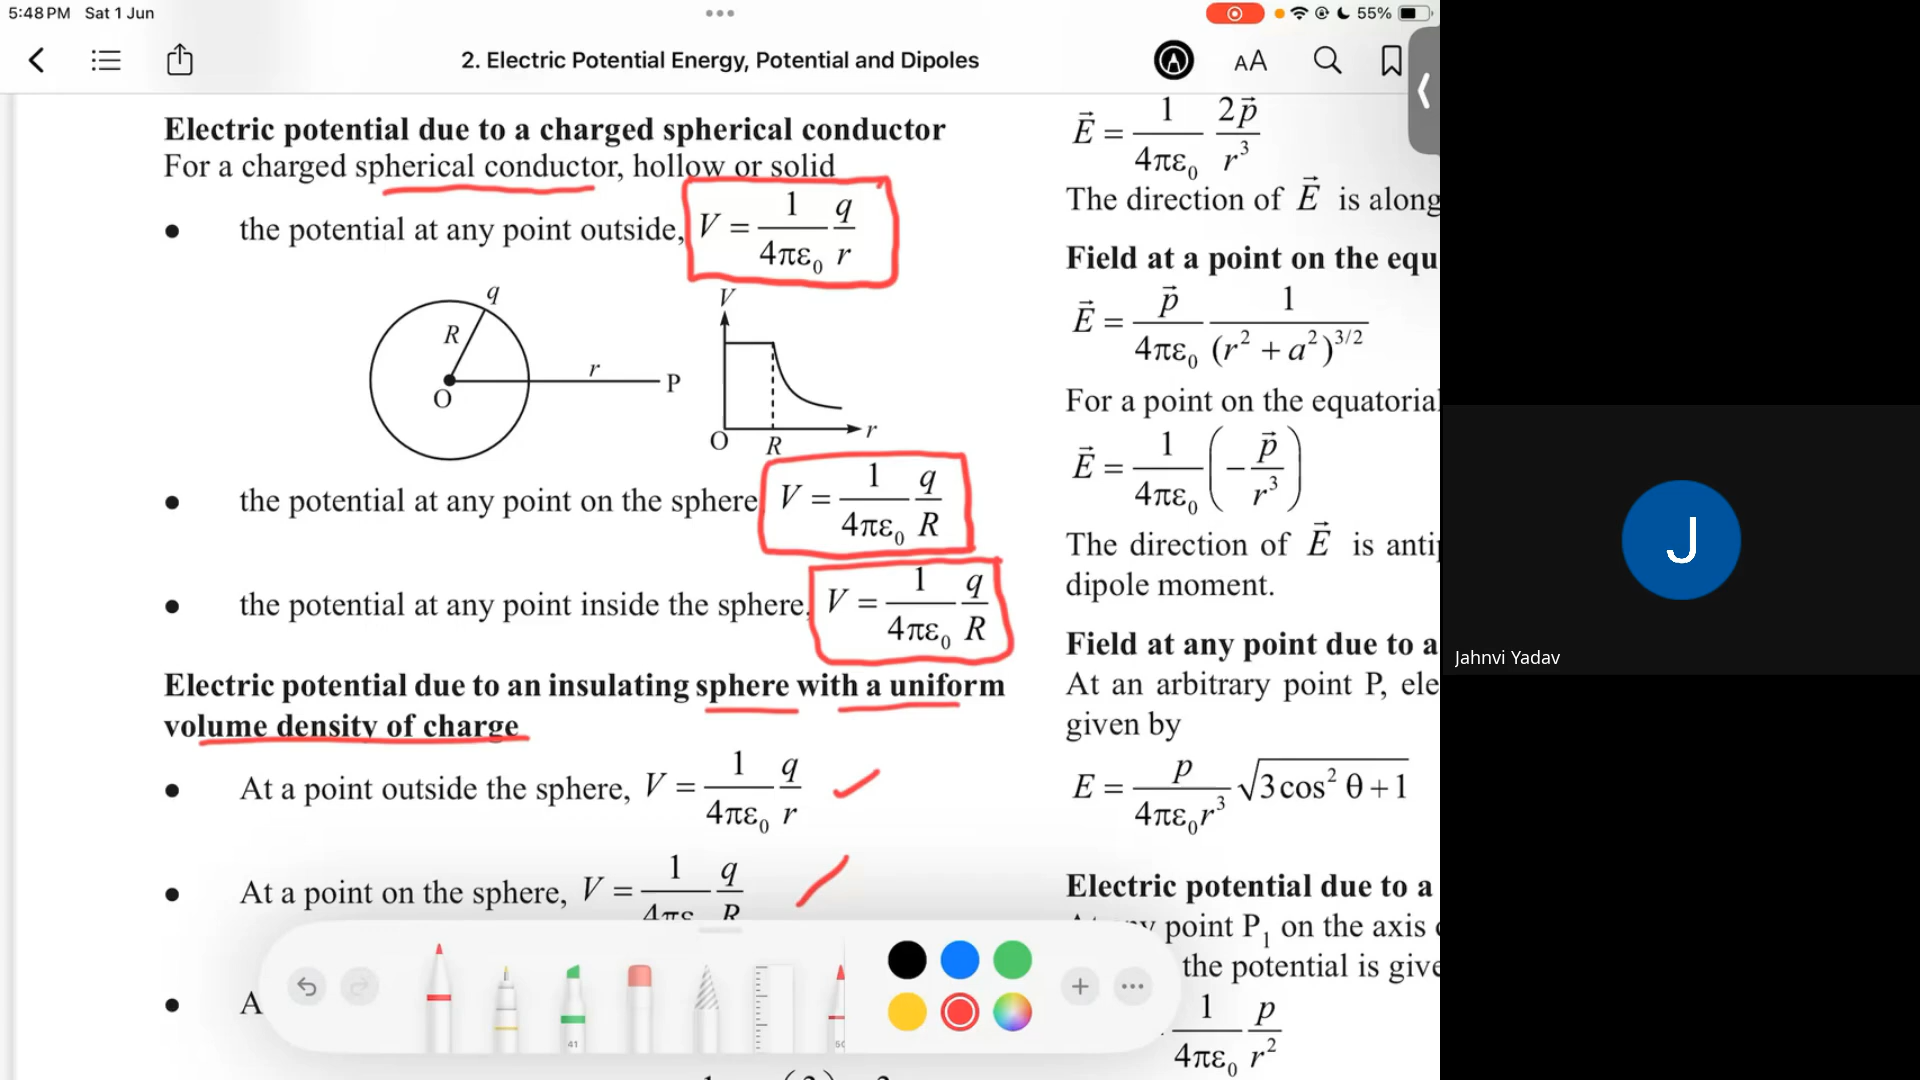 5:48 PM Sat 1 Jun
55%
2. Electric Potential Energy, Potential and Dipoles
AA
Electric potential due to a charged spherical conductor
For a charged spherical conductor, hollow or solid
• the potential at any point outside, V = 1/4πε₀ q/r
q
R
r
O
P
V
O
R
r
• the potential at any point on the sphere V = 1/4πε₀ q/R
• the potential at any point inside the sphere, V = 1/4πε₀ q/R
Electric potential due to an insulating sphere with a uniform
volume density of charge
• At a point outside the sphere, V = 1/4πε₀ q/r
• At a point on the sphere, V = 1/4πε q/R
• A
41
E⃗ = 1/4πε₀ 2p⃗/r³
The direction of E⃗ is along
Field at a point on the equ
E⃗ = p⃗/4πε₀ 1/(r² + a²)^3/2
For a point on the equatorial
E⃗ = 1/4πε₀ (−p⃗/r³)
The direction of E⃗ is anti
dipole moment.
Field at any point due to a
At an arbitrary point P, ele
given by
E = p/4πε₀r³ √3cos² θ + 1
Electric potential due to a
point P₁ on the axis
the potential is give
1/4πε₀ p/r²
J
Jahnvi Yadav